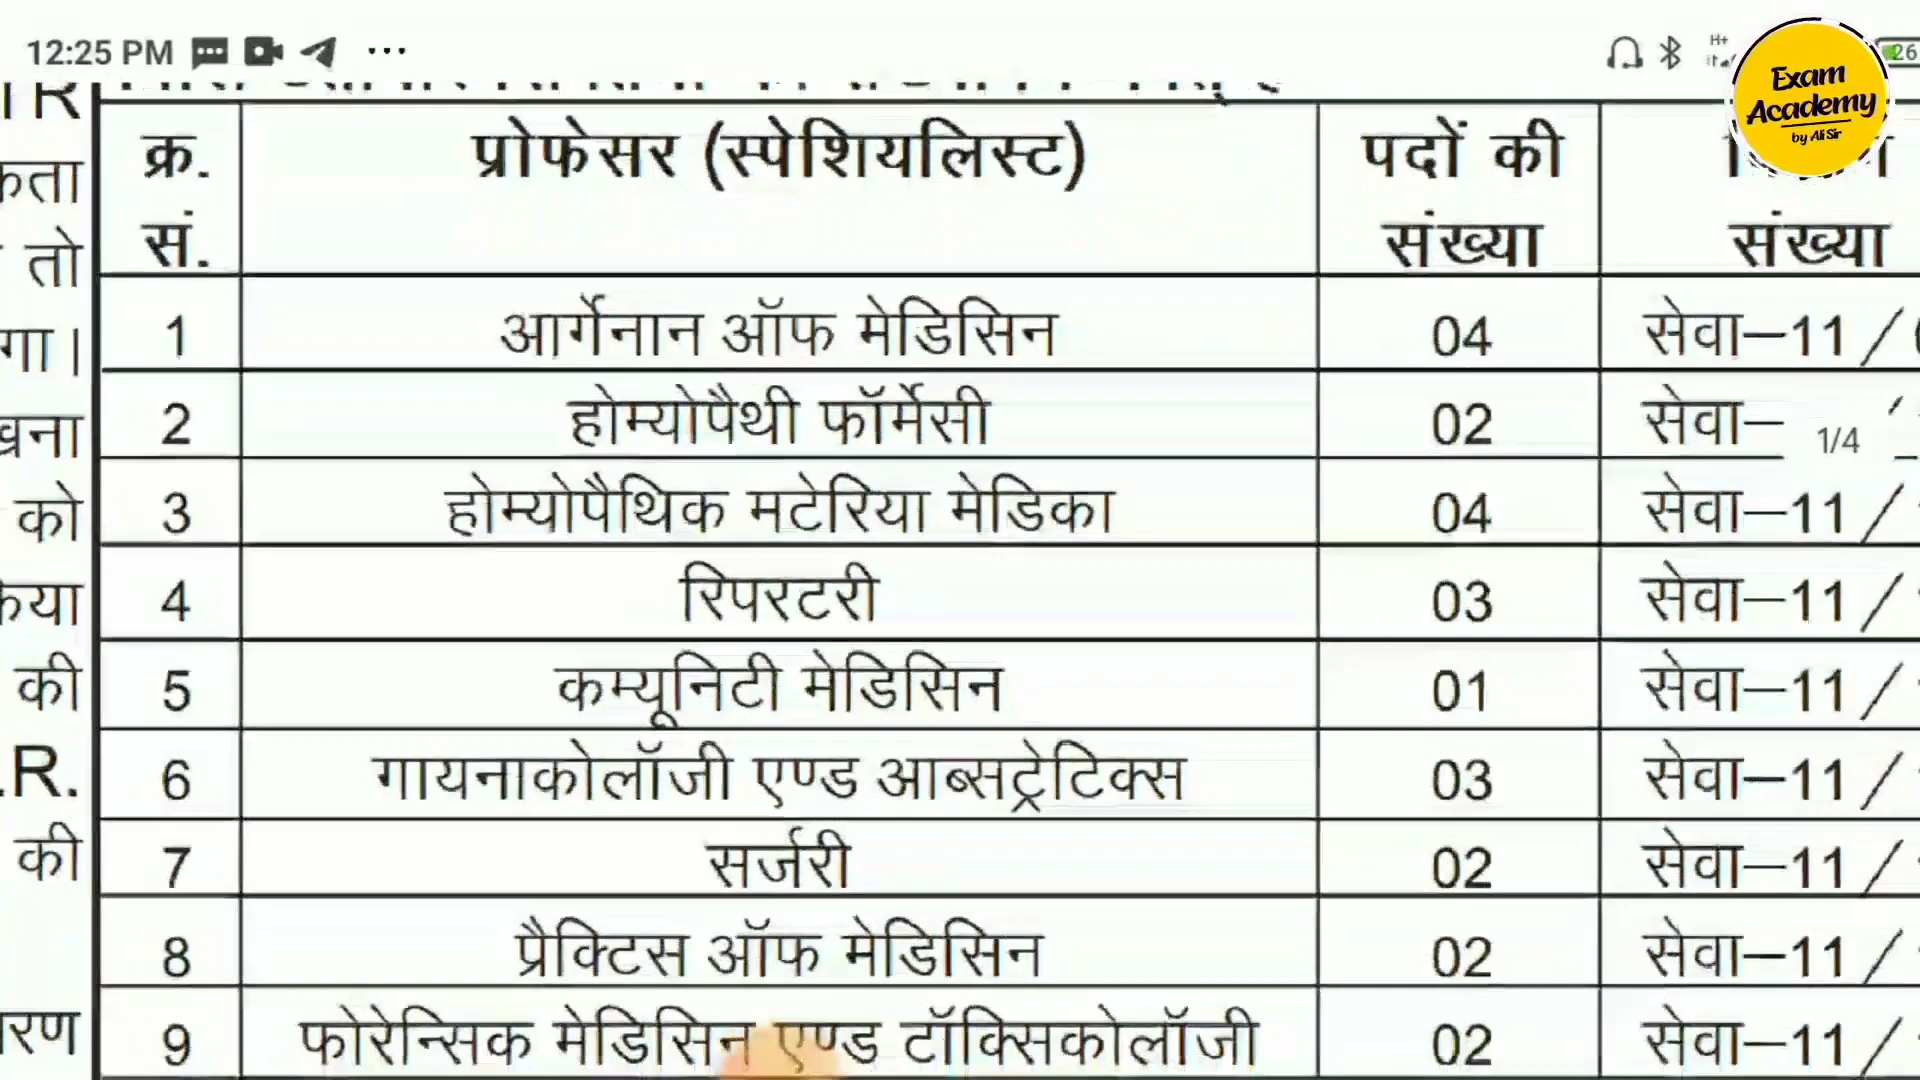 12:25 PM
26
Exam
Academy
by Ali Sir
क्र. सं. प्रोफेसर (स्पेशियलिस्ट) पदों की संख्या संख्या
1 आर्गेनान ऑफ मेडिसिन 04 सेवा–11/
2 होम्योपैथी फॉर्मेसी 02 सेवा–
1/4
3 होम्योपैथिक मटेरिया मेडिका 04 सेवा–11/
4 रिपरटरी 03 सेवा–11/
5 कम्यूनिटी मेडिसिन 01 सेवा–11/
6 गायनाकोलॉजी एण्ड आब्सट्रेटिक्स 03 सेवा–11/
7 सर्जरी 02 सेवा–11/
8 प्रैक्टिस ऑफ मेडिसिन 02 सेवा–11/
9 फोरेन्सिक मेडिसिन एण्ड टॉक्सिकोलॉजी 02 सेवा–11/
तो
को
की
.R.
की